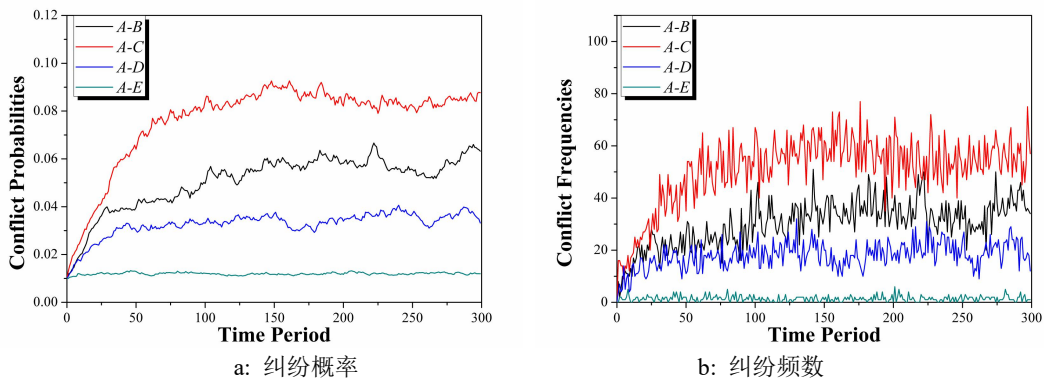 Conflict Probabilities
0.12
0.10
0.08
0.06
0.04
0.02
0.00
A-B
A-C
A-D
A-E
0 50 100 150 200 250 300
Time Period
a: 纠纷概率
Conflict Frequencies
100
80
60
40
20
0
A-B
A-C
A-D
A-E
0 50 100 150 200 250 300
Time Period
b: 纠纷频数